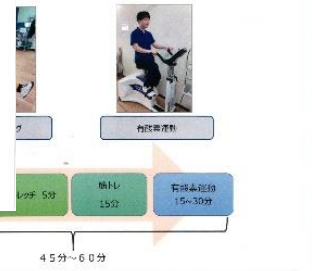 グ
有酸素運動
レッチ 5分
筋トレ
15分
有酸素運動
15~30分
45分~60分